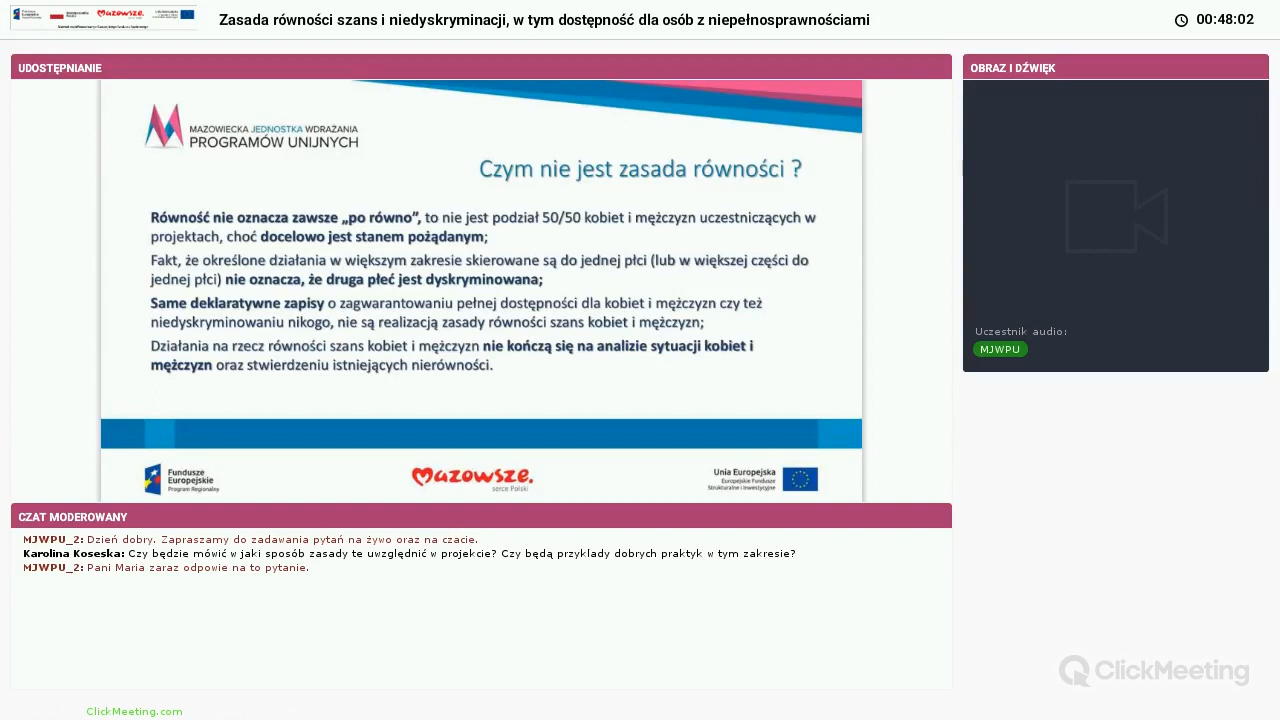 Zasada równości szans i niedyskryminacji, w tym dostępność dla osób z niepełnosprawnościami
00:48:02
UDOSTĘPNIANIE
OBRAZ I DŹWIĘK
MAZOWIECKA JEDNOSTKA WDRAŻANIA
PROGRAMÓW UNIJNYCH
Czym nie jest zasada równości ?
Równość nie oznacza zawsze „po równo”, to nie jest podział 50/50 kobiet i mężczyzn uczestniczących w
projektach, choć docelowo jest stanem pożądanym;
Fakt, że określone działania w większym zakresie skierowane są do jednej płci (lub w większej części do
jednej płci) nie oznacza, że druga płeć jest dyskryminowana;
Same deklaratywne zapisy o zagwarantowaniu pełnej dostępności dla kobiet i mężczyzn czy też
niedyskryminowaniu nikogo, nie są realizacją zasady równości szans kobiet i mężczyzn;
Działania na rzecz równości szans kobiet i mężczyzn nie kończą się na analizie sytuacji kobiet i
mężczyzn oraz stwierdzeniu istniejących nierówności.
Uczestnik audio:
MJWPU
Fundusze
Europejskie
Program Regionalny
Mazowsze.
serce Polski
Unia Europejska
Europejskie Fundusze
Strukturalne i Inwestycyjne
CZAT MODEROWANY
MJWPU_2: Dzień dobry. Zapraszamy do zadawania pytań na żywo oraz na czacie.
Karolina Koseska: Czy będzie mówić w jaki sposób zasady te uwzględnić w projekcie? Czy będą przyklady dobrych praktyk w tym zakresie?
MJWPU_2: Pani Maria zaraz odpowie na to pytanie.
ClickMeeting
ClickMeeting.com